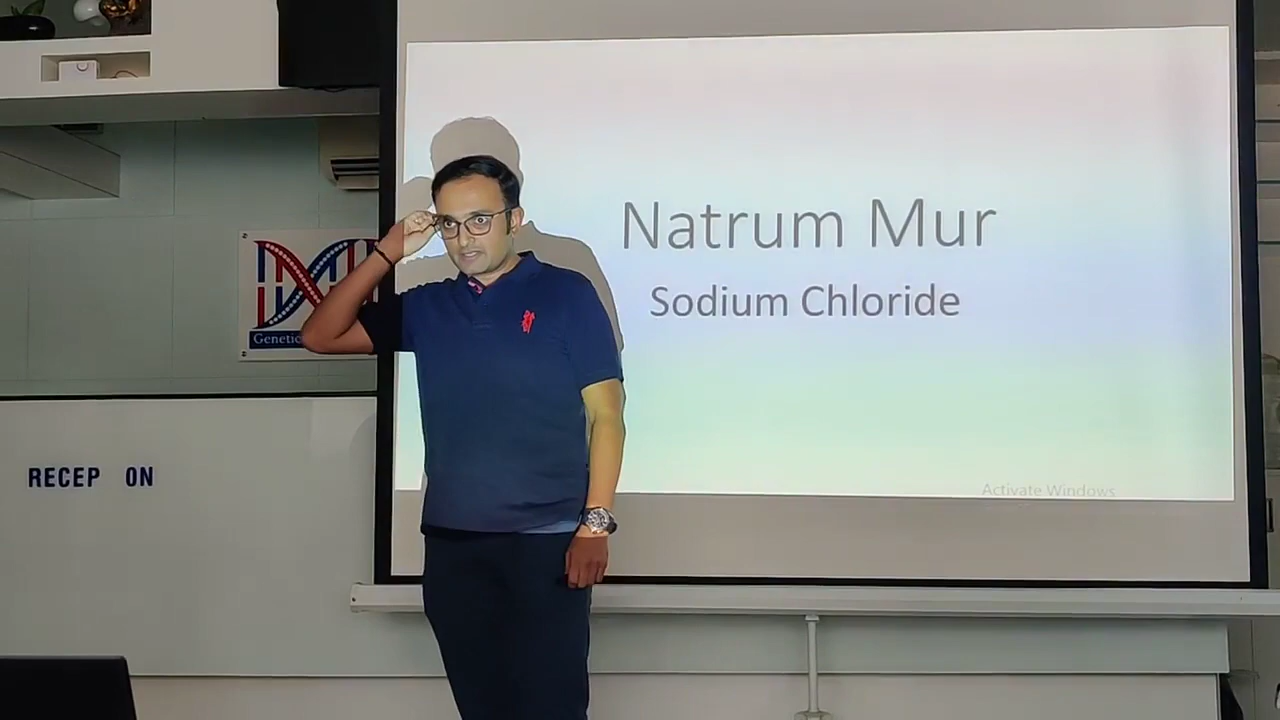 Natrum Mur
Sodium Chloride
Activate Windows
Genetic
RECEP ON